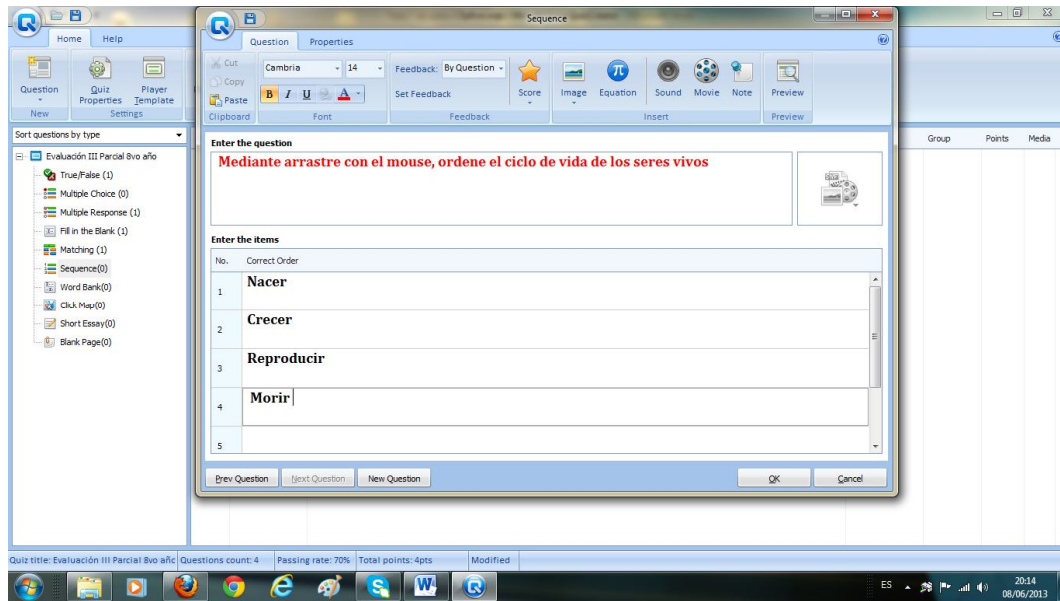 Sequence
Home Help
Question Properties
Cut
Copy
Paste
Clipboard
Cambria 14
B I U A
Font
Feedback: By Question
Set Feedback
Feedback
Score
Image
Equation
Sound
Movie
Note
Insert
Preview
Preview
Question
New
Quiz Properties
Player Template
Settings
Sort questions by type
Group Points Media
Evaluación III Parcial 8vo año
True/False (1)
Multiple Choice (0)
Multiple Response (1)
Fill in the Blank (1)
Matching (1)
Sequence(0)
Word Bank(0)
Click Map(0)
Short Essay(0)
Blank Page(0)
Enter the question
Mediante arrastre con el mouse, ordene el ciclo de vida de los seres vivos
Enter the items
No. Correct Order
1 Nacer
2 Crecer
3 Reproducir
4 Morir
5
Prev Question Next Question New Question OK Cancel
Quiz title: Evaluación III Parcial 8vo añc Questions count: 4 Passing rate: 70% Total points: 4pts Modified
ES 20:14
08/06/2013